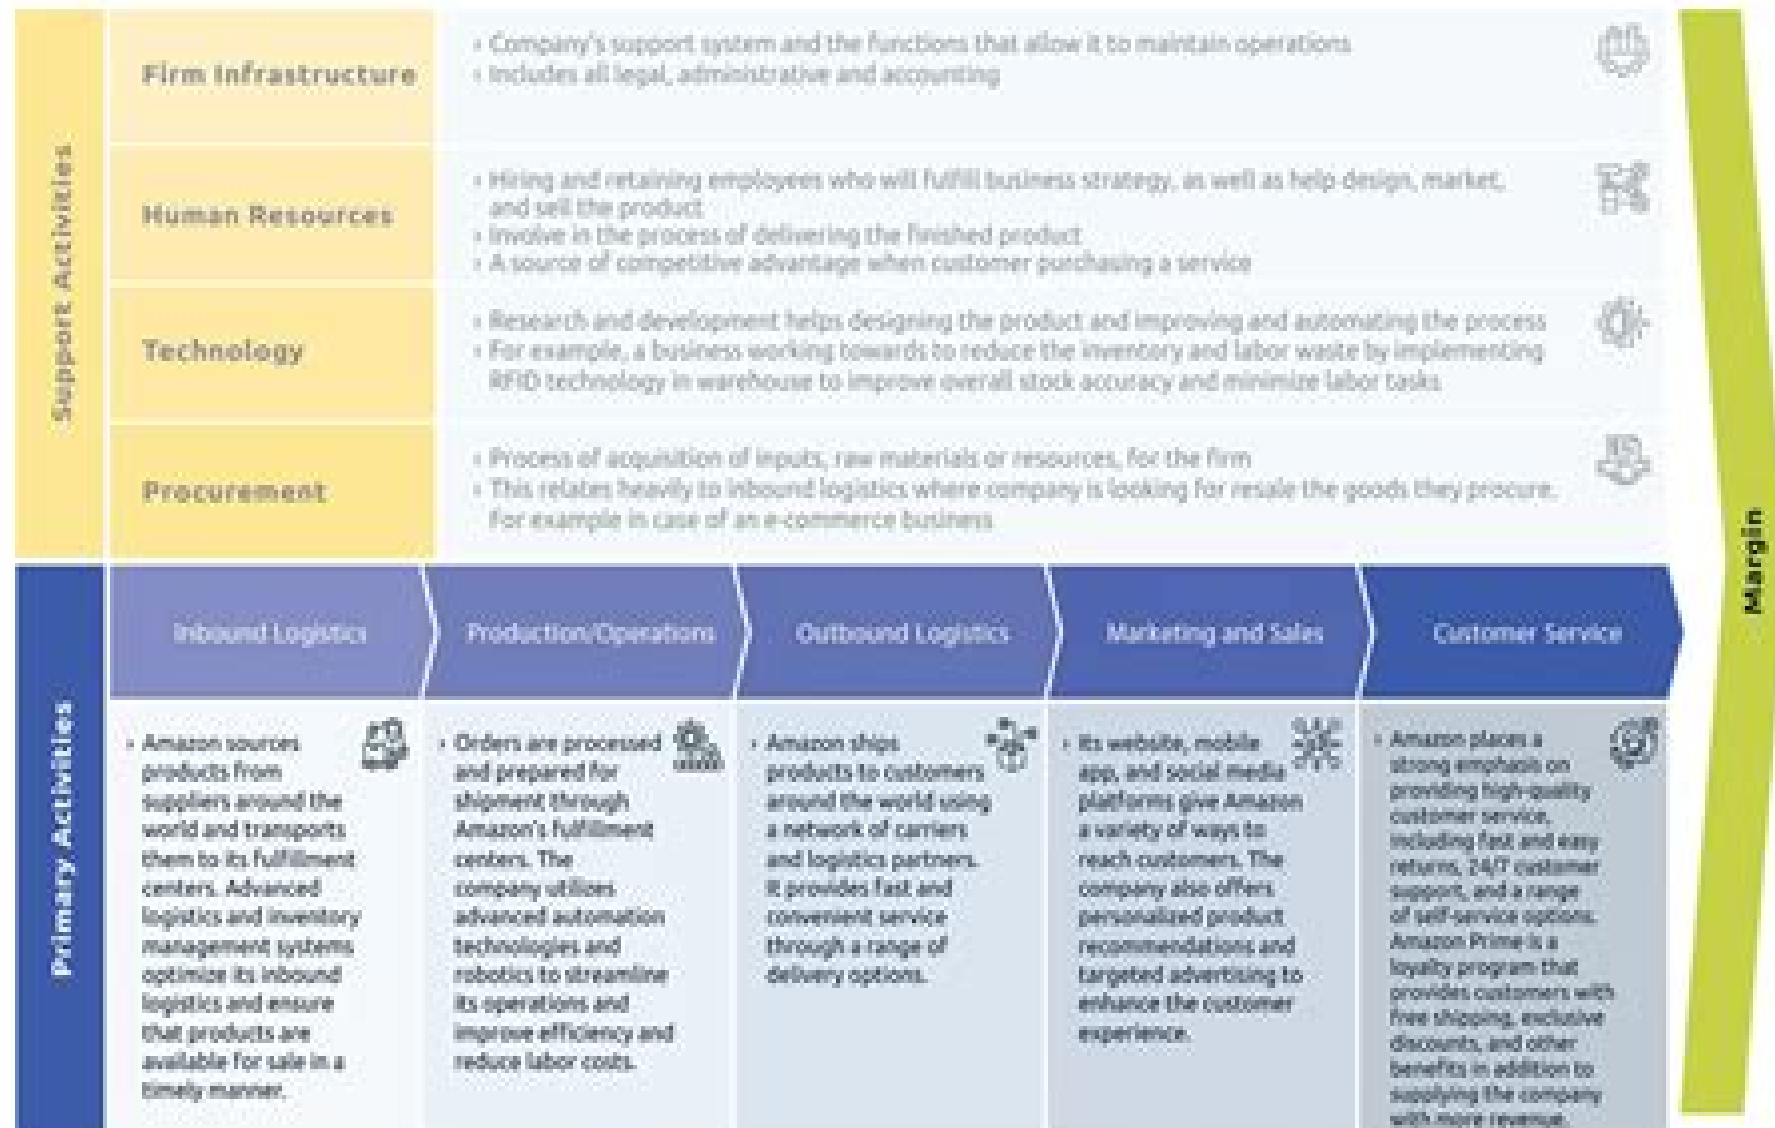 Support Activities
Firm Infrastructure
› Company's support system and the functions that allow it to maintain operations
› Includes all legal, administrative and accounting
Human Resources
› Hiring and retaining employees who will fulfill business strategy, as well as help design, market,
and sell the product
› Involve in the process of delivering the finished product
› A source of competitive advantage when customer purchasing a service
Technology
› Research and development helps designing the product and improving and automating the process
› For example, a business working towards to reduce the inventory and labor waste by implementing
RFID technology in warehouse to improve overall stock accuracy and minimize labor tasks
Procurement
› Process of acquisition of inputs, raw materials or resources, for the firm
› This relates heavily to inbound logistics where company is looking for resale the goods they procure.
For example in case of an e-commerce business
Margin
Primary Activities
Inbound Logistics
Production/Operations
Outbound Logistics
Marketing and Sales
Customer Service
› Amazon sources
products from
suppliers around the
world and transports
them to its fulfillment
centers. Advanced
logistics and inventory
management systems
optimize its inbound
logistics and ensure
that products are
available for sale in a
timely manner.
› Orders are processed
and prepared for
shipment through
Amazon's fulfillment
centers. The
company utilizes
advanced automation
technologies and
robotics to streamline
its operations and
improve efficiency and
reduce labor costs.
› Amazon ships
products to customers
around the world using
a network of carriers
and logistics partners.
It provides fast and
convenient service
through a range of
delivery options.
› Its website, mobile
app, and social media
platforms give Amazon
a variety of ways to
reach customers. The
company also offers
personalized product
recommendations and
targeted advertising to
enhance the customer
experience.
› Amazon places a
strong emphasis on
providing high-quality
customer service,
including fast and easy
returns, 24/7 customer
support, and a range
of self-service options.
Amazon Prime is a
loyalty program that
provides customers with
free shipping, exclusive
discounts, and other
benefits in addition to
supplying the company
with more revenue.